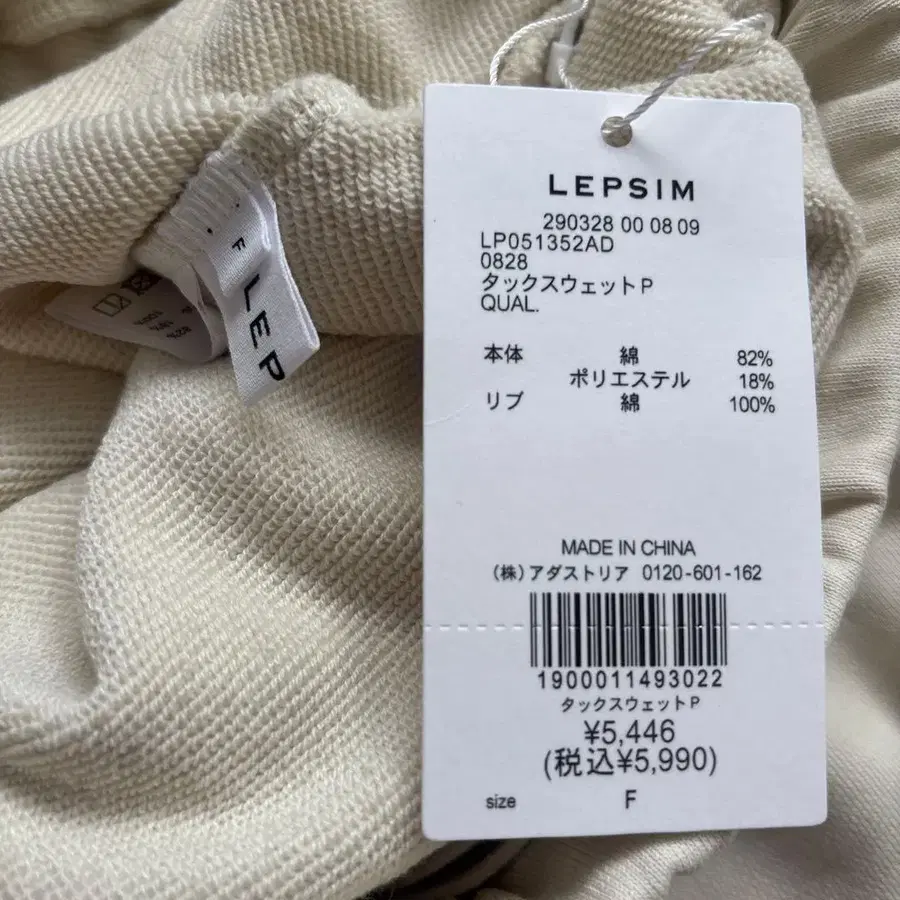 LEPSIM
290328 00 08 09
LP051352AD
0828
タックスウェットP
QUAL.
本体 綿 82%
ポリエステル 18%
リブ 綿 100%
MADE IN CHINA
(株)アダストリア 0120-601-162
1900011493022
タックスウェットP
¥5,446
(税込¥5,990)
size F
F
LEP
82%
18%
100%